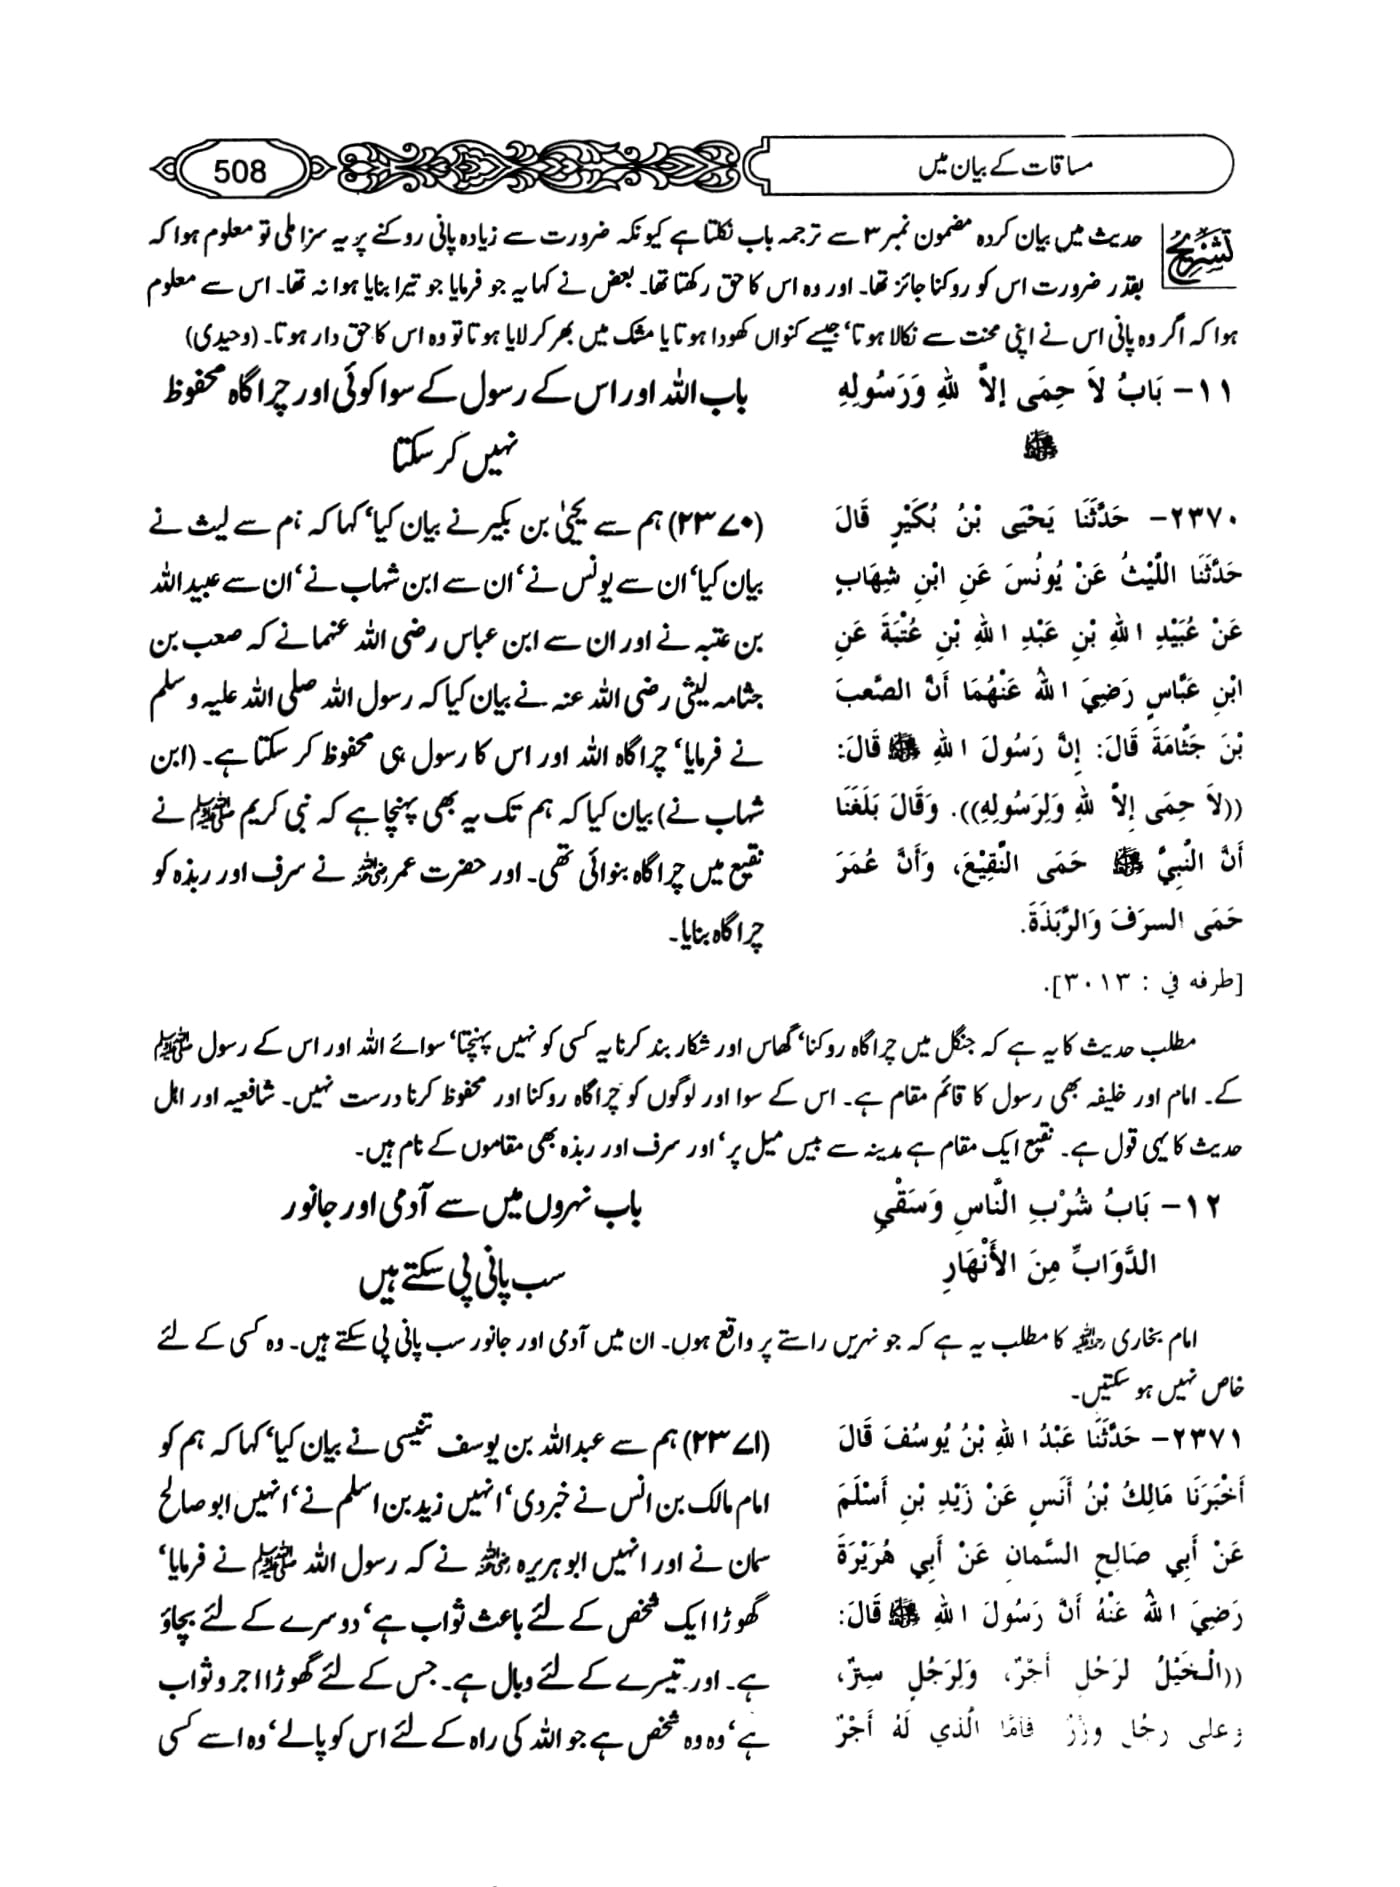 مساقات کے بیان میں
508
تشریح
حدیث میں بیان کردہ مضمون نمبر ۳ سے ترجمہ باب نکلتا ہے کیونکہ ضرورت سے زیادہ پانی روکنے پر یہ سزا ملی تو معلوم ہوا کہ
بقدر ضرورت اس کو روکنا جائز تھا۔ اور وہ اس کا حق رکھتا تھا۔ بعض نے کہا یہ جو فرمایا جو تیرا بنایا ہوا نہ تھا۔ اس سے معلوم
ہوا کہ اگر وہ پانی اس نے اپنی محنت سے نکالا ہوتا‘ جیسے کنواں کھودا ہوتا یا مشک میں بھر کر لایا ہوتا تو وہ اس کا حق دار ہوتا۔ (وحیدی)
١١- بَابُ لاَ حِمَى إِلاَّ للهِ وَرَسُولِهِ
ﷺ
باب اللہ اور اس کے رسول کے سوا کوئی اور چراگاہ محفوظ
نہیں کر سکتا
٢٣٧٠- حَدَّثَنَا يَحْيَى بْنُ بُكَيْرٍ قَالَ
حَدَّثَنَا اللَّيْثُ عَنْ يُونُسَ عَنِ ابْنِ شِهَابٍ
عَنْ عُبَيْدِ اللهِ بْنِ عَبْدِ اللهِ بْنِ عُتْبَةَ عَنِ
ابْنِ عَبَّاسٍ رَضِيَ اللهُ عَنْهُمَا أَنَّ الصَّعبَ
بْنَ جَثَّامَةَ قَالَ: إِنَّ رَسُولَ اللهِ ﷺ قَالَ:
((لاَ حِمَى إِلاَّ للهِ وَلِرَسُولِهِ)). وَقَالَ بَلَغَنَا
أَنَّ النَّبِيَّ ﷺ حَمَى النَّقِيْعَ، وَأَنَّ عُمَرَ
حَمَى السرَفَ وَالرَّبَذَةَ.
[طرفه في : ٣٠١٣].
(۲۳۷۰) ہم سے یحییٰ بن بکیر نے بیان کیا‘ کہا کہ ہم سے لیث نے
بیان کیا‘ ان سے یونس نے‘ ان سے ابن شہاب نے‘ ان سے عبیداللہ
بن عتبہ نے اور ان سے ابن عباس رضی اللہ عنہما نے کہ صعب بن
جثامہ لیثی رضی اللہ عنہ نے بیان کیا کہ رسول اللہ صلی اللہ علیہ وسلم
نے فرمایا‘ چراگاہ اللہ اور اس کا رسول ہی محفوظ کر سکتا ہے۔ (ابن
شہاب نے) بیان کیا کہ ہم تک یہ بھی پہنچا ہے کہ نبی کریم ﷺ نے
نقیع میں چراگاہ بنوائی تھی۔ اور حضرت عمر رضی اللہ عنہ نے سرف اور ربذہ کو
چراگاہ بنایا۔
مطلب حدیث کا یہ ہے کہ جنگل میں چراگاہ روکنا‘ گھاس اور شکار بند کرنا یہ کسی کو نہیں پہنچتا‘ سوائے اللہ اور اس کے رسول ﷺ
کے۔ امام اور خلیفہ بھی رسول کا قائم مقام ہے۔ اس کے سوا اور لوگوں کو چراگاہ روکنا اور محفوظ کرنا درست نہیں۔ شافعیہ اور اہل
حدیث کا یہی قول ہے۔ نقیع ایک مقام ہے مدینہ سے بیس میل پر‘ اور سرف اور ربذہ بھی مقاموں کے نام ہیں۔
١٢- بَابُ شُرْبِ النَّاسِ وَسَقْيِ
الدَّوَابِّ مِنَ الأَنْهَارِ
باب نہروں میں سے آدمی اور جانور
سب پانی پی سکتے ہیں
امام بخاری رحمہ اللہ کا مطلب یہ ہے کہ جو نہریں راستے پر واقع ہوں۔ ان میں آدمی اور جانور سب پانی پی سکتے ہیں۔ وہ کسی کے لئے
خاص نہیں ہو سکتیں۔
٢٣٧١- حَدَّثَنَا عَبْدُ اللهِ بْنُ يُوسُفَ قَالَ
أَخْبَرَنَا مَالِكُ بْنُ أَنَسٍ عَنْ زَيْدِ بْنِ أَسْلَمَ
عَنْ أَبِي صَالِحٍ السَّمانِ عَنْ أَبِي هُرَيْرَةَ
رَضِيَ اللهُ عَنْهُ أَنَّ رَسُولَ اللهِ ﷺ قَالَ:
((الْخَيْلُ لرَجُلٍ أَجْرٌ، وَلِرَجُلٍ سِتْرٌ،
وَعلى رجُلٍ وِزْرٌ فأَمَّا الَّذي لَهُ أَجْرٌ
(۲۳۷۱) ہم سے عبداللہ بن یوسف تنیسی نے بیان کیا‘ کہا کہ ہم کو
امام مالک بن انس نے خبر دی‘ انہیں زید بن اسلم نے‘ انہیں ابو صالح
سمان نے اور انہیں ابو ہریرہ رضی اللہ عنہ نے کہ رسول اللہ ﷺ نے فرمایا‘
گھوڑا ایک شخص کے لئے باعث ثواب ہے‘ دوسرے کے لئے بچاؤ
ہے۔ اور تیسرے کے لئے وبال ہے۔ جس کے لئے گھوڑا اجر و ثواب
ہے‘ وہ وہ شخص ہے جو اللہ کی راہ کے لئے اس کو پالے‘ وہ اسے کسی